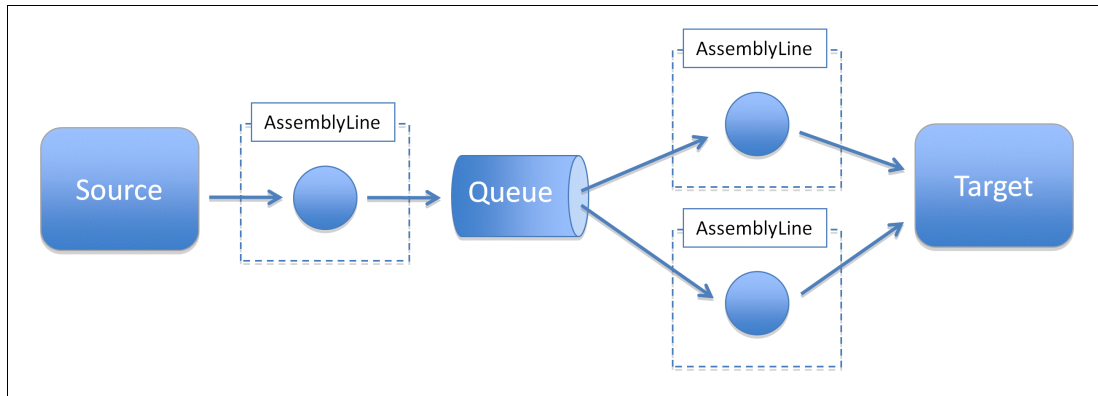 Source
AssemblyLine
Queue
AssemblyLine
AssemblyLine
Target